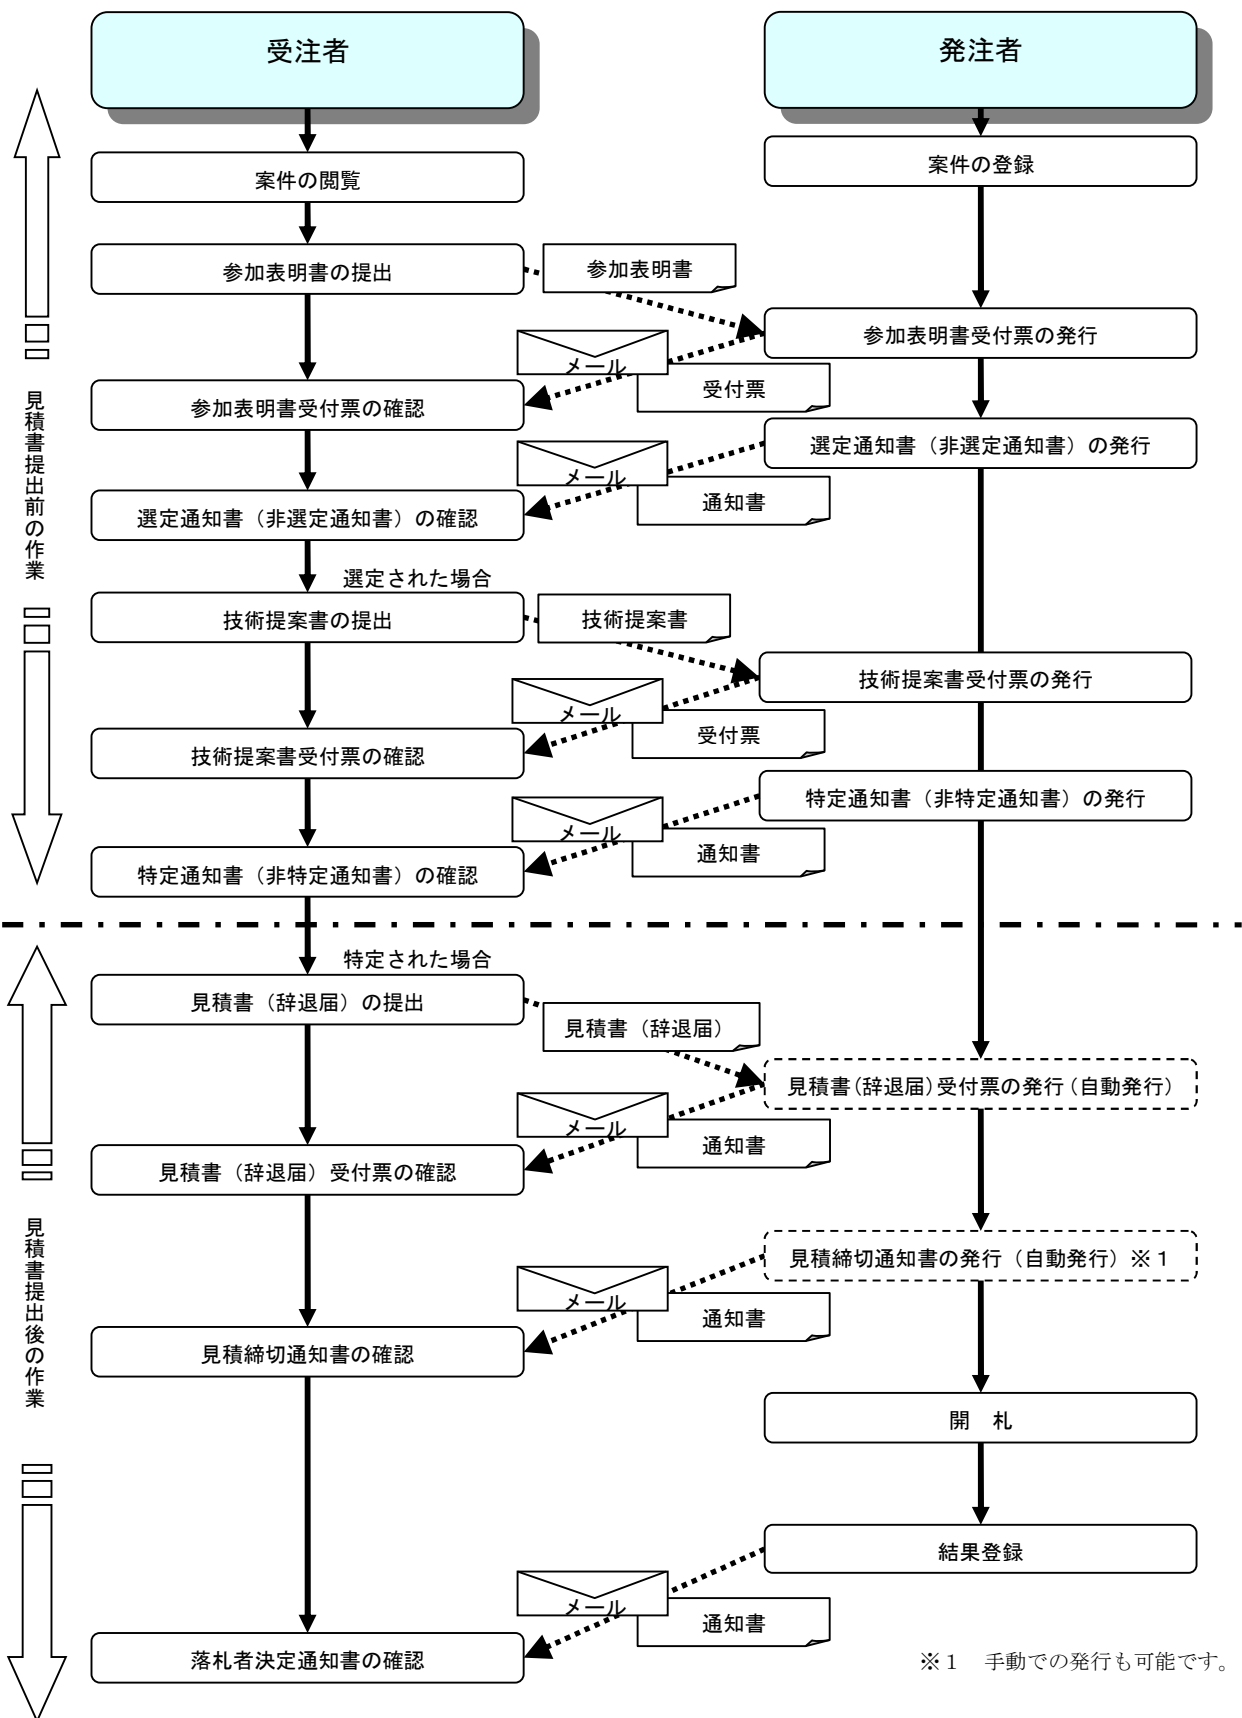 受注者
発注者
案件の閲覧
案件の登録
参加表明書の提出
参加表明書
参加表明書受付票の発行
メール
受付票
参加表明書受付票の確認
選定通知書（非選定通知書）の発行
メール
通知書
選定通知書（非選定通知書）の確認
見積書提出前の作業
選定された場合
技術提案書の提出
技術提案書
技術提案書受付票の発行
メール
受付票
技術提案書受付票の確認
特定通知書（非特定通知書）の発行
メール
通知書
特定通知書（非特定通知書）の確認
特定された場合
見積書（辞退届）の提出
見積書（辞退届）
見積書（辞退届）受付票の発行（自動発行）
メール
通知書
見積書（辞退届）受付票の確認
見積書提出後の作業
見積締切通知書の発行（自動発行）※１
メール
通知書
見積締切通知書の確認
開　札
結果登録
メール
通知書
落札者決定通知書の確認
※１　手動での発行も可能です。